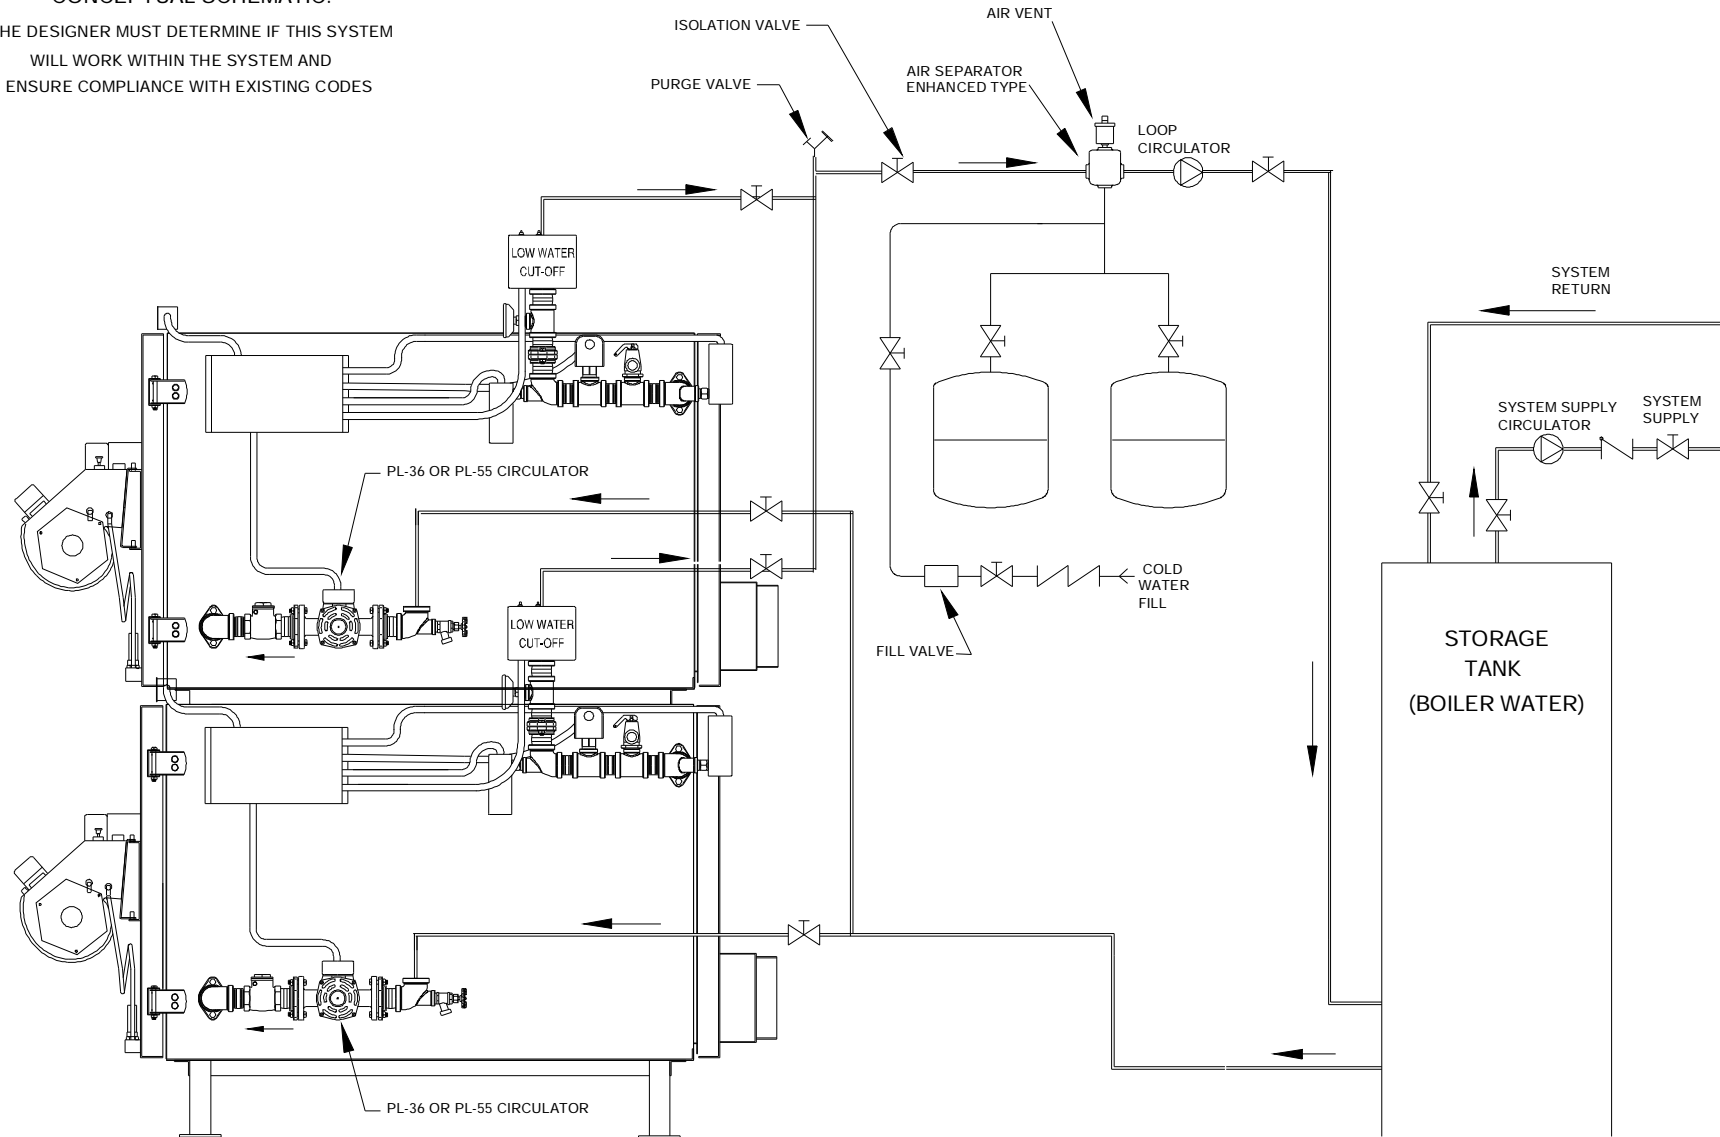 CONCEPTUAL SCHEMATIC.
HE DESIGNER MUST DETERMINE IF THIS SYSTEM
WILL WORK WITHIN THE SYSTEM AND
ENSURE COMPLIANCE WITH EXISTING CODES
ISOLATION VALVE
AIR VENT
PURGE VALVE
AIR SEPARATOR
ENHANCED TYPE
LOOP
CIRCULATOR
LOW WATER
CUT-OFF
SYSTEM
RETURN
SYSTEM SUPPLY
CIRCULATOR
SYSTEM
SUPPLY
PL-36 OR PL-55 CIRCULATOR
COLD
WATER
FILL
LOW WATER
CUT-OFF
FILL VALVE
STORAGE
TANK
(BOILER WATER)
PL-36 OR PL-55 CIRCULATOR